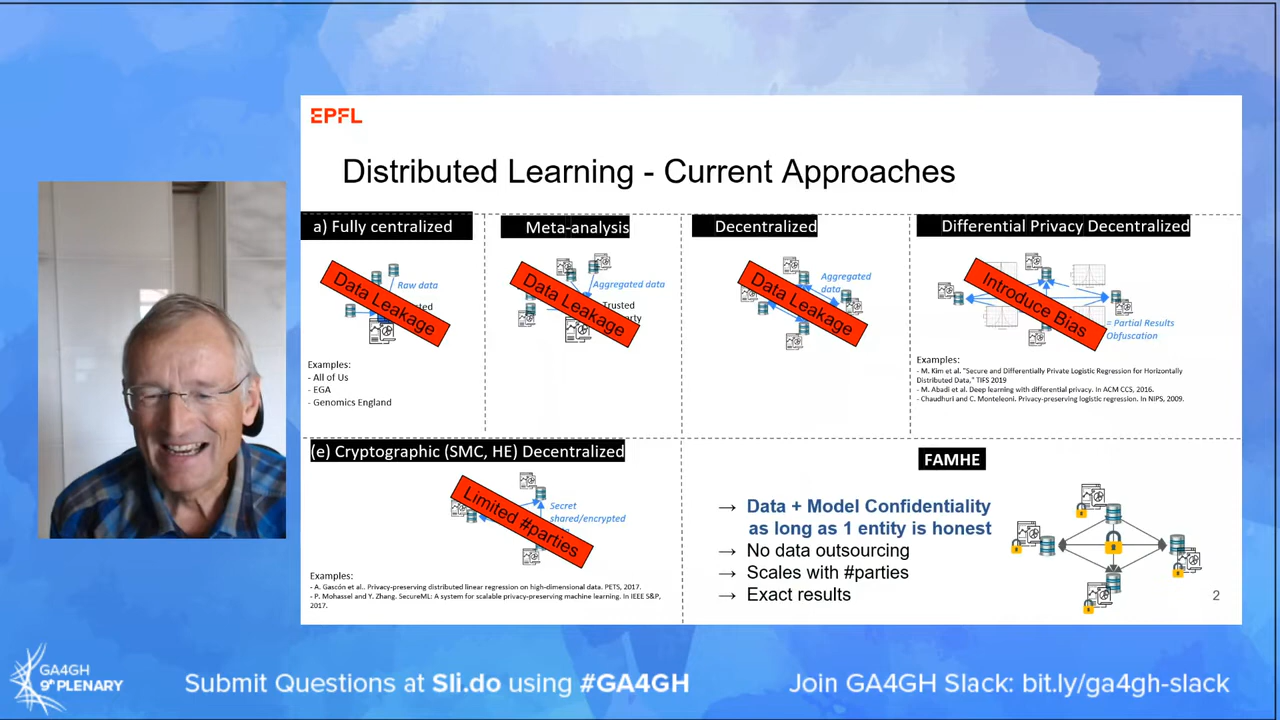 EPFL
Distributed Learning - Current Approaches
a) Fully centralized
Meta-analysis
Decentralized
Differential Privacy Decentralized
Data Leakage
Raw data
Data Leakage
Aggregated data
Trusted
Data Leakage
Aggregated
data
Introduce Bias
= Partial Results
Obfuscation
Examples:
- All of Us
- EGA
- Genomics England
Examples:
- M. Kim et al. "Secure and Differentially Private Logistic Regression for Horizontally
Distributed Data," TIFS 2019
- M. Abadi et al. Deep learning with differential privacy. In ACM CCS, 2016.
- Chaudhuri and C. Monteleoni. Privacy-preserving logistic regression. In NIPS, 2009.
(e) Cryptographic (SMC, HE) Decentralized
Limited #parties
Secret
shared/encrypted
Examples:
- A. Gascón et al.. Privacy-preserving distributed linear regression on high-dimensional data. PETS, 2017.
- P. Mohassel and Y. Zhang. SecureML: A system for scalable privacy-preserving machine learning. In IEEE S&P,
2017.
FAMHE
→ Data + Model Confidentiality
as long as 1 entity is honest
→ No data outsourcing
→ Scales with #parties
→ Exact results
2
GA4GH
9th PLENARY
Submit Questions at Sli.do using #GA4GH
Join GA4GH Slack: bit.ly/ga4gh-slack